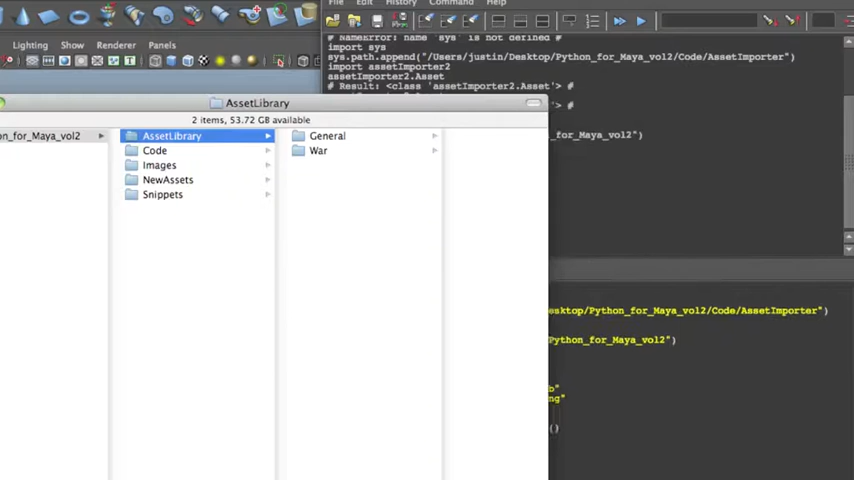 File Edit History Command Help
Lighting Show Renderer Panels
# NameError: name 'sys' is not defined #
import sys
sys.path.append("/Users/justin/Desktop/Python_for_Maya_vol2/Code/AssetImporter")
import assetImporter2
assetImporter2.Asset
# Result: <class 'assetImporter2.Asset'> #
'> #
_for_Maya_vol2")
AssetLibrary
2 items, 53.72 GB available
on_for_Maya_vol2
AssetLibrary
Code
Images
NewAssets
Snippets
General
War
esktop/Python_for_Maya_vol2/Code/AssetImporter")
Python_for_Maya_vol2")
b"
ng"
()